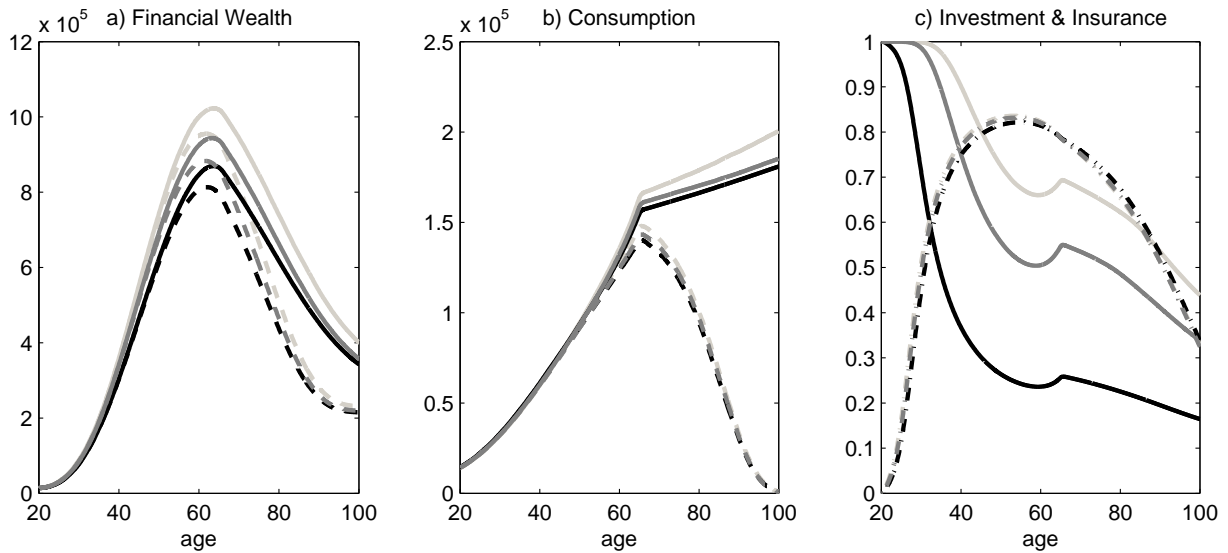 a) Financial Wealth
x 10^5
12
10
8
6
4
2
0
20 40 60 80 100
age
b) Consumption
x 10^5
2.5
2
1.5
1
0.5
0
20 40 60 80 100
age
c) Investment & Insurance
1
0.9
0.8
0.7
0.6
0.5
0.4
0.3
0.2
0.1
0
20 40 60 80 100
age